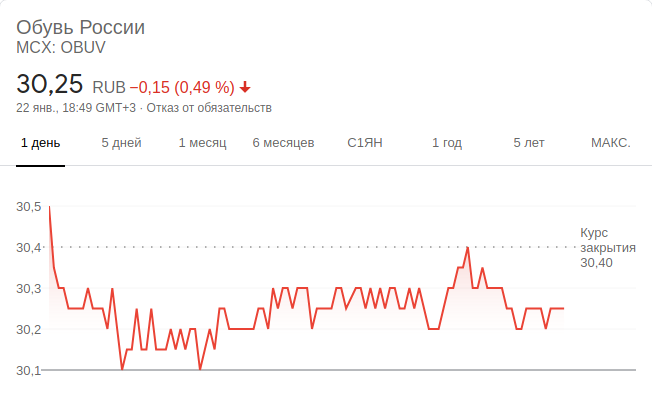 Обувь России
MCX: OBUV
30,25 RUB −0,15 (0,49 %)
22 янв., 18:49 GMT+3 · Отказ от обязательств
1 день 5 дней 1 месяц 6 месяцев С1ЯН 1 год 5 лет МАКС.
30,5
30,4
30,3
30,2
30,1
Курс
закрытия
30,40